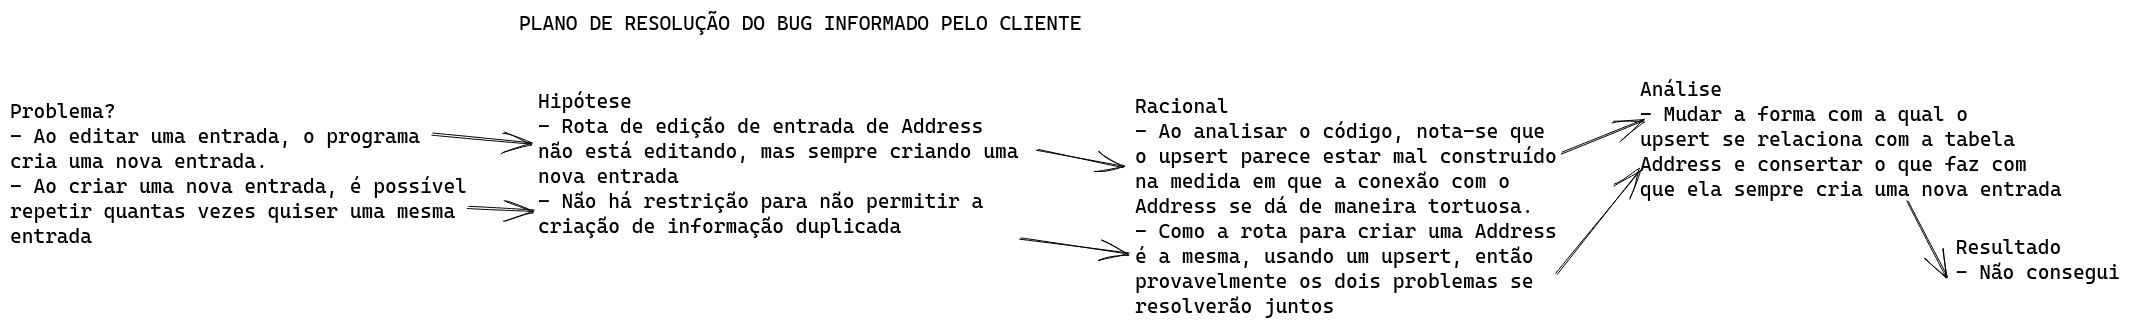 PLANO DE RESOLUÇÃO DO BUG INFORMADO PELO CLIENTE
Problema?
- Ao editar uma entrada, o programa
cria uma nova entrada.
- Ao criar uma nova entrada, é possível
repetir quantas vezes quiser uma mesma
entrada
Hipótese
- Rota de edição de entrada de Address
não está editando, mas sempre criando uma
nova entrada
- Não há restrição para não permitir a
criação de informação duplicada
Racional
- Ao analisar o código, nota-se que
o upsert parece estar mal construído
na medida em que a conexão com o
Address se dá de maneira tortuosa.
- Como a rota para criar uma Address
é a mesma, usando um upsert, então
provavelmente os dois problemas se
resolverão juntos
Análise
- Mudar a forma com a qual o
upsert se relaciona com a tabela
Address e consertar o que faz com
que ela sempre cria uma nova entrada
Resultado
- Não consegui